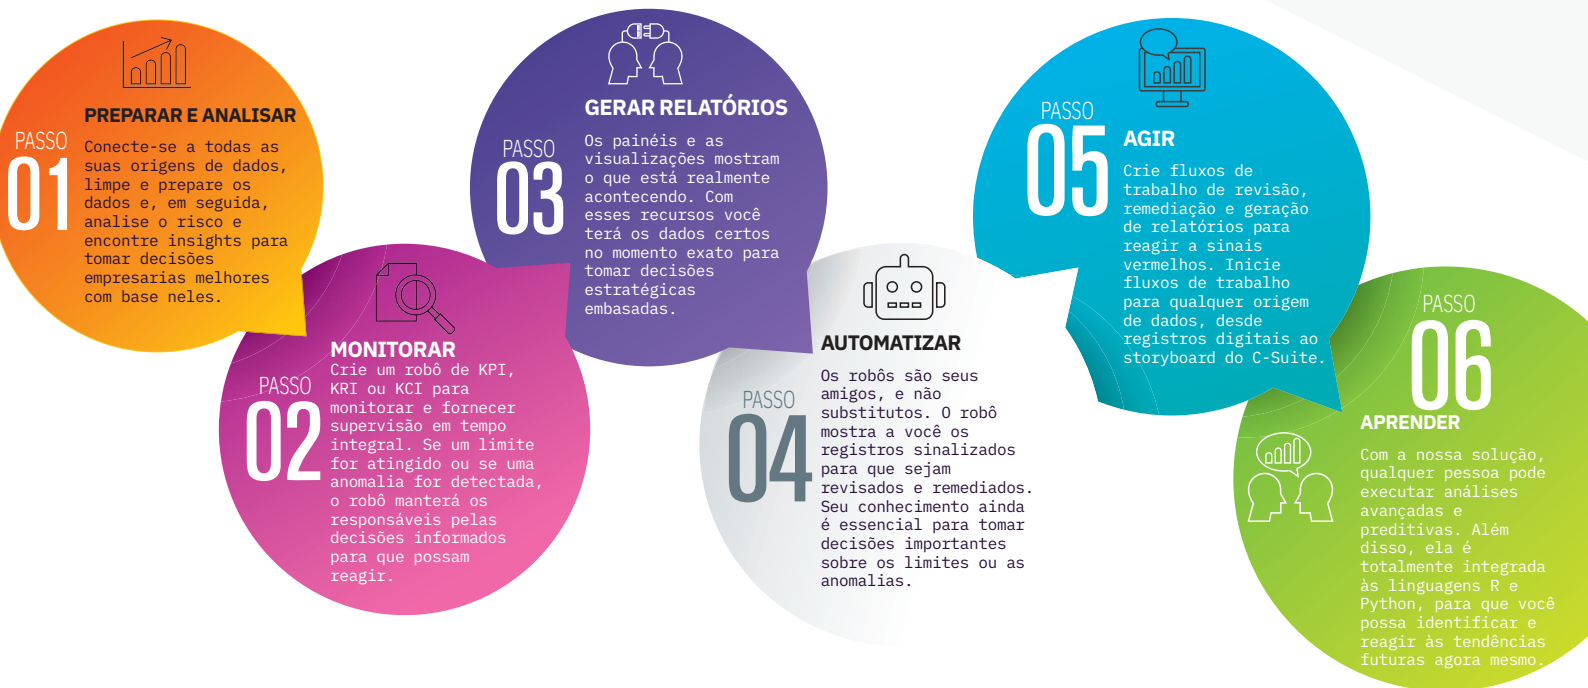 PASSO
01
PREPARAR E ANALISAR
Conecte-se a todas as
suas origens de dados,
limpe e prepare os
dados e, em seguida,
analise o risco e
encontre insights para
tomar decisões
empresarias melhores
com base neles.
PASSO
02
MONITORAR
Crie um robô de KPI,
KRI ou KCI para
monitorar e fornecer
supervisão em tempo
integral. Se um limite
for atingido ou se uma
anomalia for detectada,
o robô manterá os
responsáveis pelas
decisões informados
para que possam
reagir.
PASSO
03
GERAR RELATÓRIOS
Os painéis e as
visualizações mostram
o que está realmente
acontecendo. Com
esses recursos você
terá os dados certos
no momento exato para
tomar decisões
estratégicas
embasadas.
PASSO
04
AUTOMATIZAR
Os robôs são seus
amigos, e não
substitutos. O robô
mostra a você os
registros sinalizados
para que sejam
revisados e remediados.
Seu conhecimento ainda
é essencial para tomar
decisões importantes
sobre os limites ou as
anomalias.
PASSO
05
AGIR
Crie fluxos de
trabalho de revisão,
remediação e geração
de relatórios para
reagir a sinais
vermelhos. Inicie
fluxos de trabalho
para qualquer origem
de dados, desde
registros digitais ao
storyboard do C-Suite.
PASSO
06
APRENDER
Com a nossa solução,
qualquer pessoa pode
executar análises
avançadas e
preditivas. Além
disso, ela é
totalmente integrada
às linguagens R e
Python, para que você
possa identificar e
reagir às tendências
futuras agora mesmo.